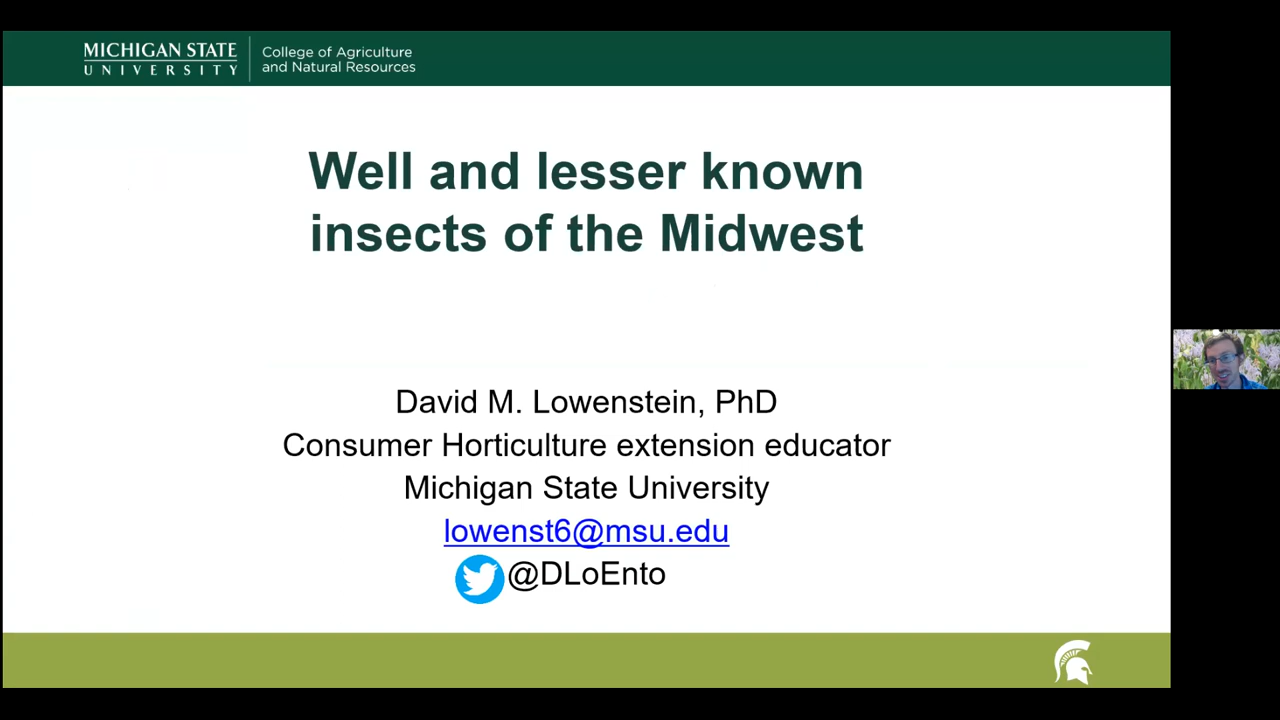 MICHIGAN STATE
UNIVERSITY
College of Agriculture
and Natural Resources
Well and lesser known
insects of the Midwest
David M. Lowenstein, PhD
Consumer Horticulture extension educator
Michigan State University
lowenst6@msu.edu
@DLoEnto